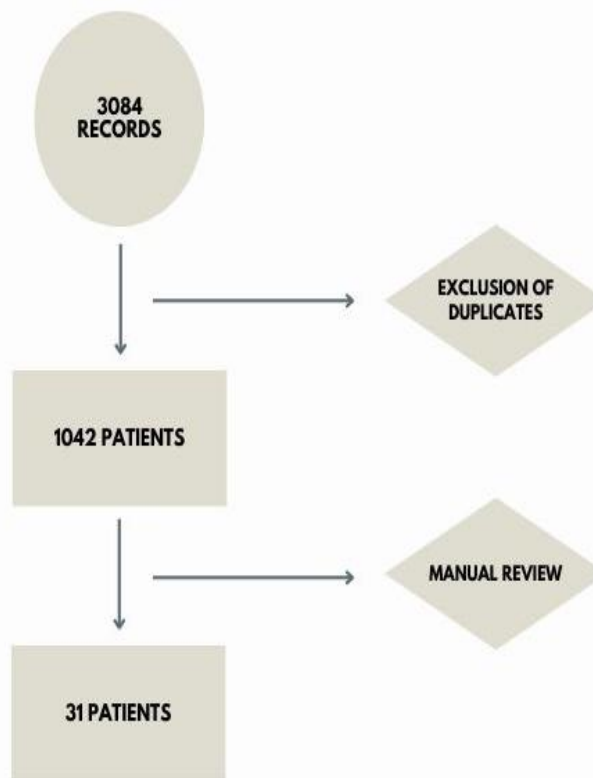 3084
RECORDS
EXCLUSION OF
DUPLICATES
1042 PATIENTS
MANUAL REVIEW
31 PATIENTS